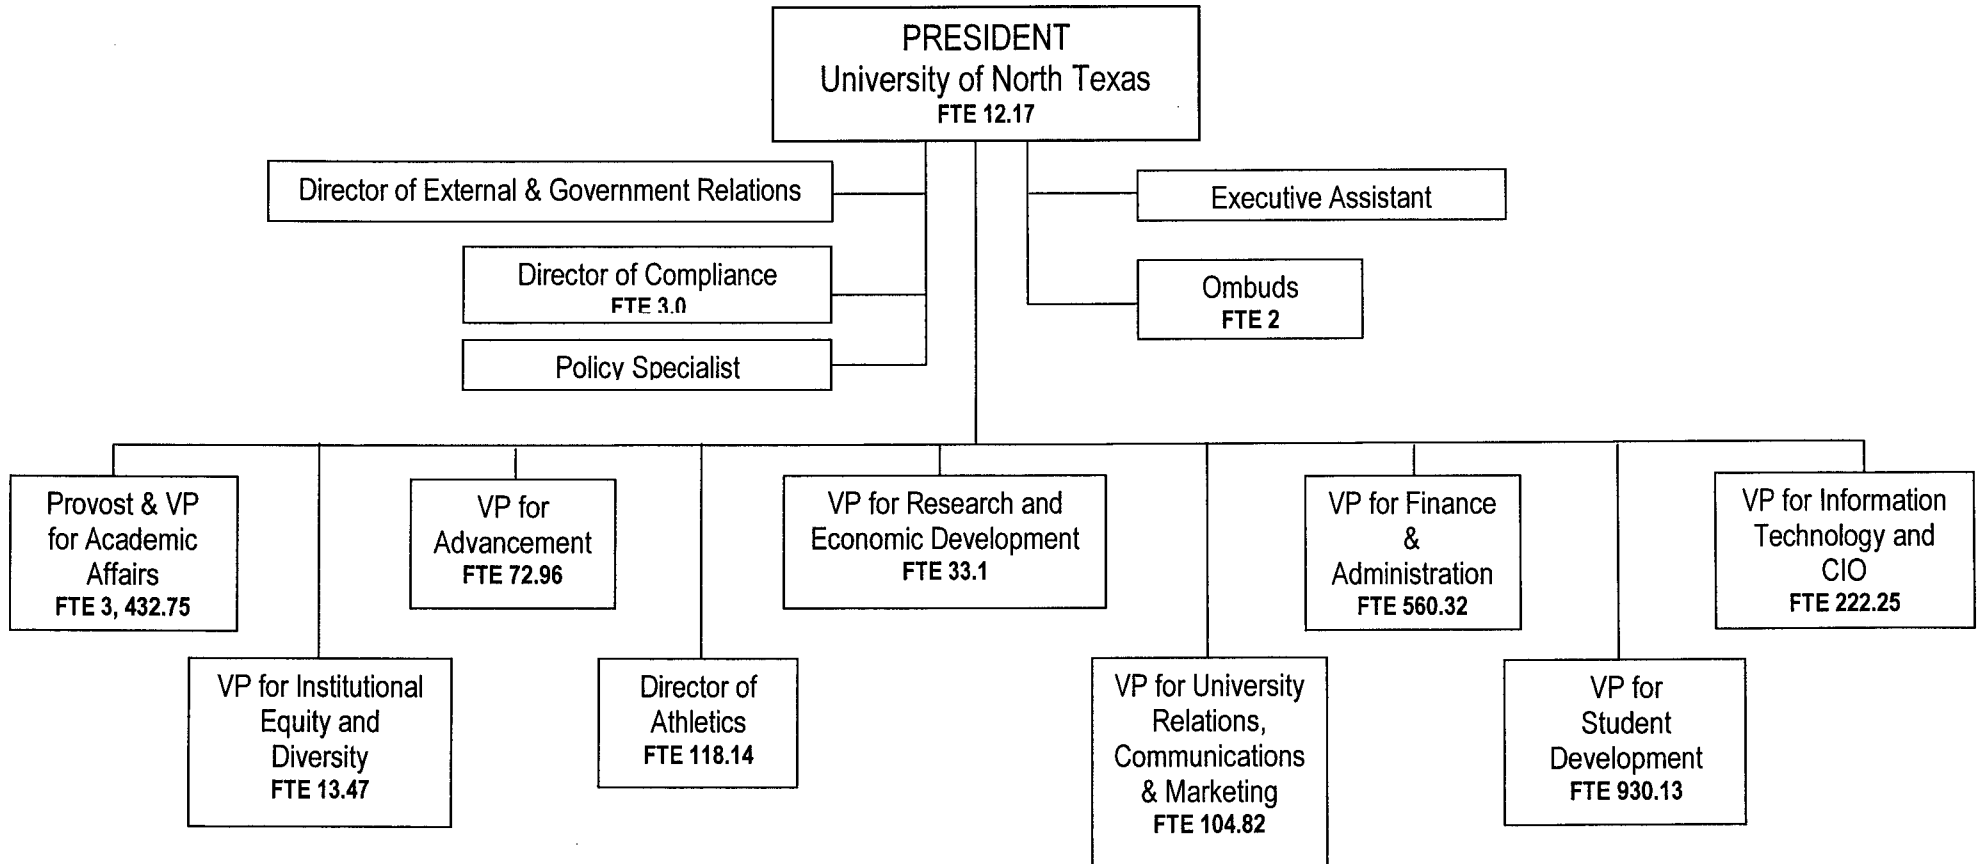 PRESIDENT
University of North Texas
FTE 12.17
Director of External & Government Relations
Executive Assistant
Director of Compliance
FTE 3.0
Ombuds
FTE 2
Policy Specialist
Provost & VP
for Academic
Affairs
FTE 3, 432.75
VP for
Advancement
FTE 72.96
VP for Research and
Economic Development
FTE 33.1
VP for Finance
&
Administration
FTE 560.32
VP for Information
Technology and
CIO
FTE 222.25
VP for Institutional
Equity and
Diversity
FTE 13.47
Director of
Athletics
FTE 118.14
VP for University
Relations,
Communications
& Marketing
FTE 104.82
VP for
Student
Development
FTE 930.13